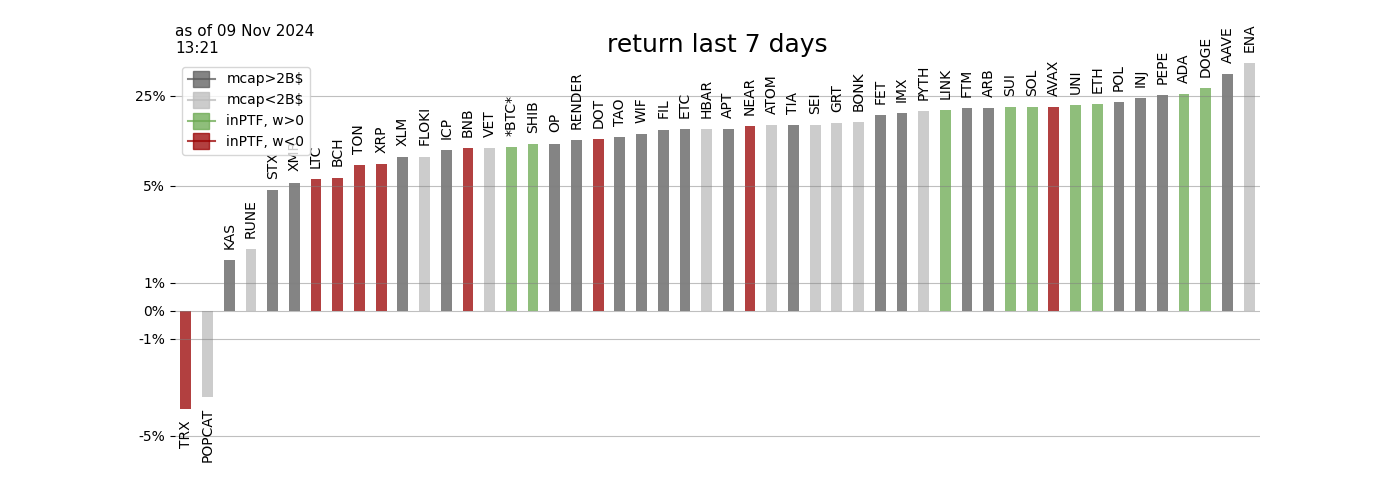 as of 09 Nov 2024
13:21
return last 7 days
mcap>2B$
mcap<2B$
inPTF, w>0
inPTF, w<0
25%
5%
1%
0%
-1%
-5%
TRX
POPCAT
KAS
RUNE
STX
XMR
LTC
BCH
TON
XRP
XLM
FLOKI
ICP
BNB
VET
*BTC*
SHIB
OP
RENDER
DOT
TAO
WIF
FIL
ETC
HBAR
APT
NEAR
ATOM
TIA
SEI
GRT
BONK
FET
IMX
PYTH
LINK
FTM
ARB
SUI
SOL
AVAX
UNI
ETH
POL
INJ
PEPE
ADA
DOGE
AAVE
ENA